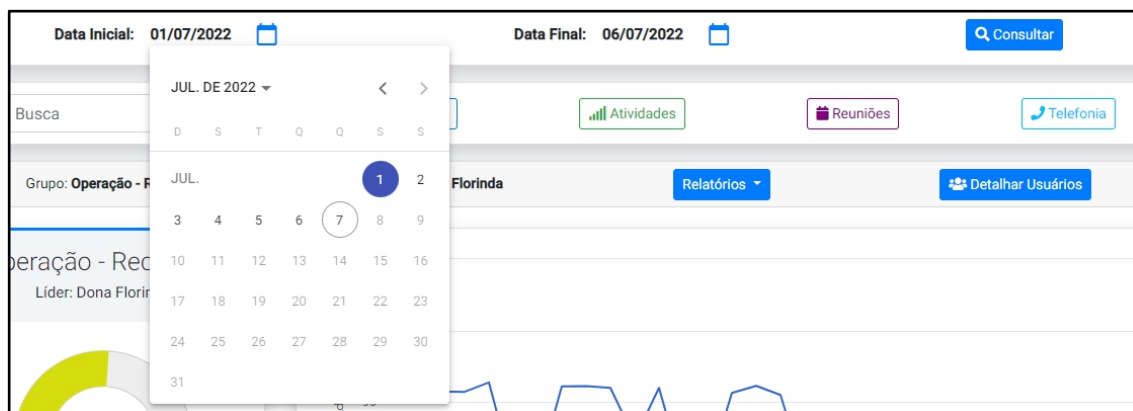 Data Inicial: 01/07/2022 Data Final: 06/07/2022 Consultar
JUL. DE 2022
Busca Atividades Reuniões Telefonia
D S T Q Q S S
JUL. 1 2
Grupo: Operação - R Florinda Relatórios Detalhar Usuários
3 4 5 6 7 8 9
10 11 12 13 14 15 16
peração - Rec
Líder: Dona Florin
17 18 19 20 21 22 23
24 25 26 27 28 29 30
31